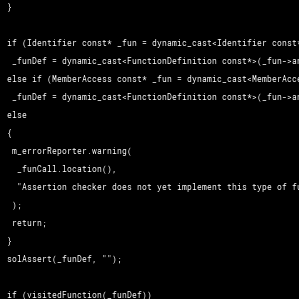 }
if (Identifier const* _fun = dynamic_cast<Identifier const*
_funDef = dynamic_cast<FunctionDefinition const*>(_fun->an
else if (MemberAccess const* _fun = dynamic_cast<MemberAcce
_funDef = dynamic_cast<FunctionDefinition const*>(_fun->an
else
{
m_errorReporter.warning(
_funCall.location(),
"Assertion checker does not yet implement this type of fu
);
return;
}
solAssert(_funDef, "");
if (visitedFunction(_funDef))